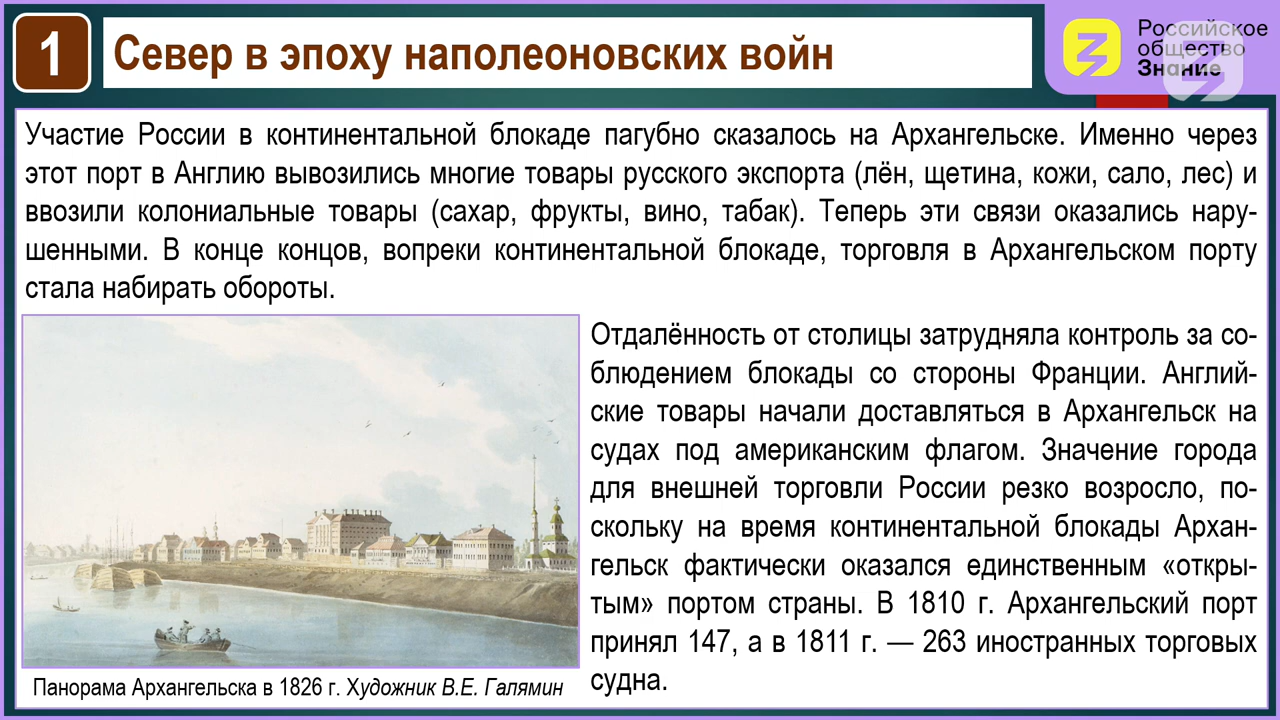 1
Север в эпоху наполеоновских войн
Российское
общество
Знание
Участие России в континентальной блокаде пагубно сказалось на Архангельске. Именно через
этот порт в Англию вывозились многие товары русского экспорта (лён, щетина, кожи, сало, лес) и
ввозили колониальные товары (сахар, фрукты, вино, табак). Теперь эти связи оказались нару-
шенными. В конце концов, вопреки континентальной блокаде, торговля в Архангельском порту
стала набирать обороты.
Отдалённость от столицы затрудняла контроль за со-
блюдением блокады со стороны Франции. Англий-
ские товары начали доставляться в Архангельск на
судах под американским флагом. Значение города
для внешней торговли России резко возросло, по-
скольку на время континентальной блокады Архан-
гельск фактически оказался единственным «откры-
тым» портом страны. В 1810 г. Архангельский порт
принял 147, а в 1811 г. — 263 иностранных торговых
судна.
Панорама Архангельска в 1826 г. Художник В.Е. Галямин